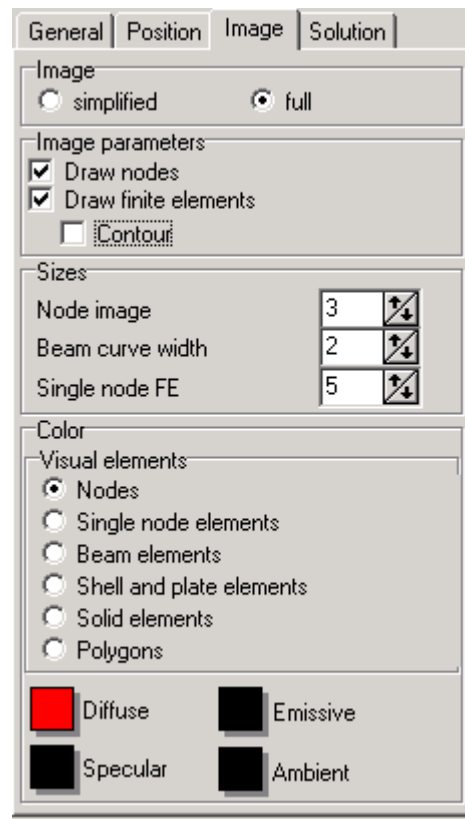 General Position Image Solution
Image
simplified full
Image parameters
Draw nodes
Draw finite elements
Contour
Sizes
Node image 3
Beam curve width 2
Single node FE 5
Color
Visual elements
Nodes
Single node elements
Beam elements
Shell and plate elements
Solid elements
Polygons
Diffuse Emissive
Specular Ambient